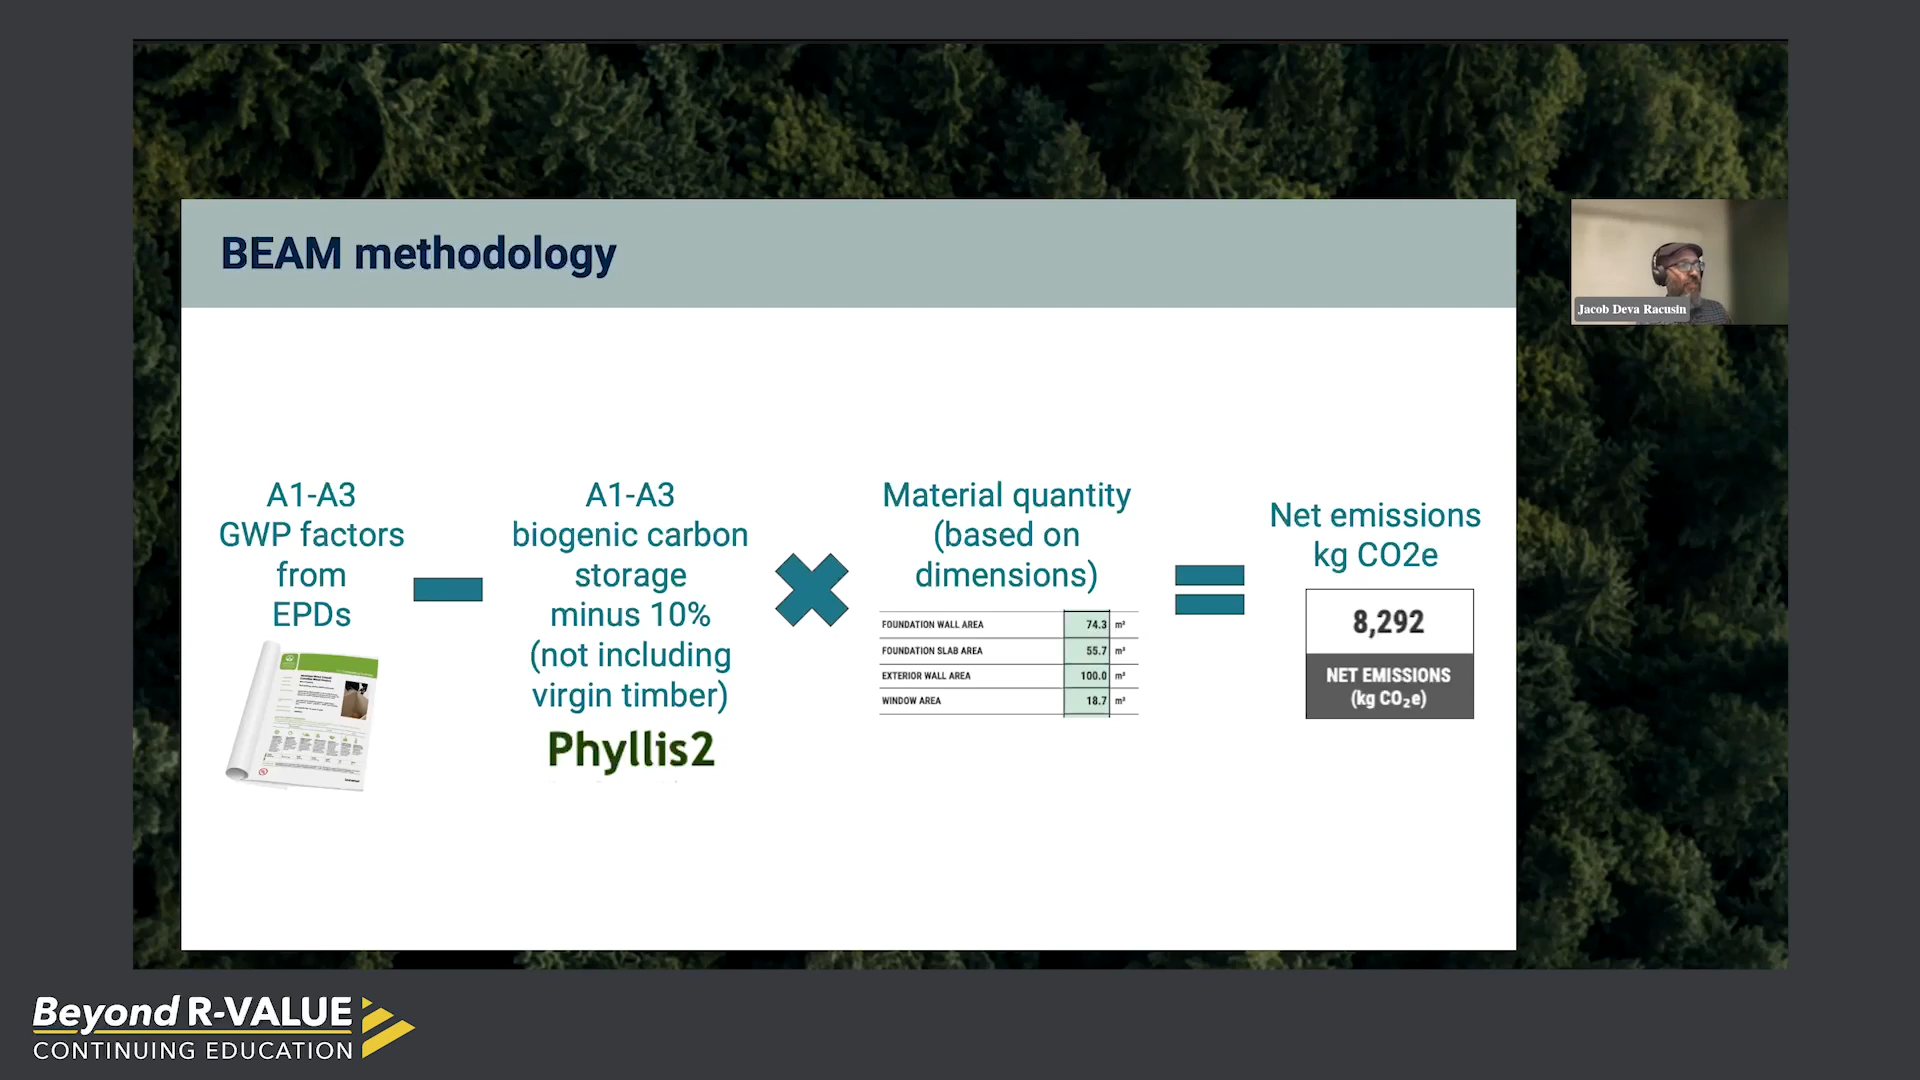 BEAM methodology
Jacob Deva Racusin
A1-A3
GWP factors
from
EPDs
A1-A3
biogenic carbon
storage
minus 10%
(not including
virgin timber)
Phyllis2
Material quantity
(based on
dimensions)
FOUNDATION WALL AREA 74.3 m²
FOUNDATION SLAB AREA 55.7 m²
EXTERIOR WALL AREA 100.0 m²
WINDOW AREA 18.7 m²
Net emissions
kg CO2e
8,292
NET EMISSIONS
(kg CO₂e)
Beyond R-VALUE
CONTINUING EDUCATION